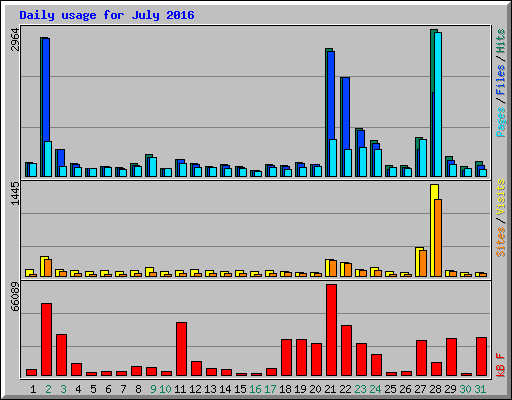 Daily usage for July 2016
2964
Pages / Files / Hits
1445
Sites / Visits
66089
kB F
1 2 3 4 5 6 7 8 9 10 11 12 13 14 15 16 17 18 19 20 21 22 23 24 25 26 27 28 29 30 31